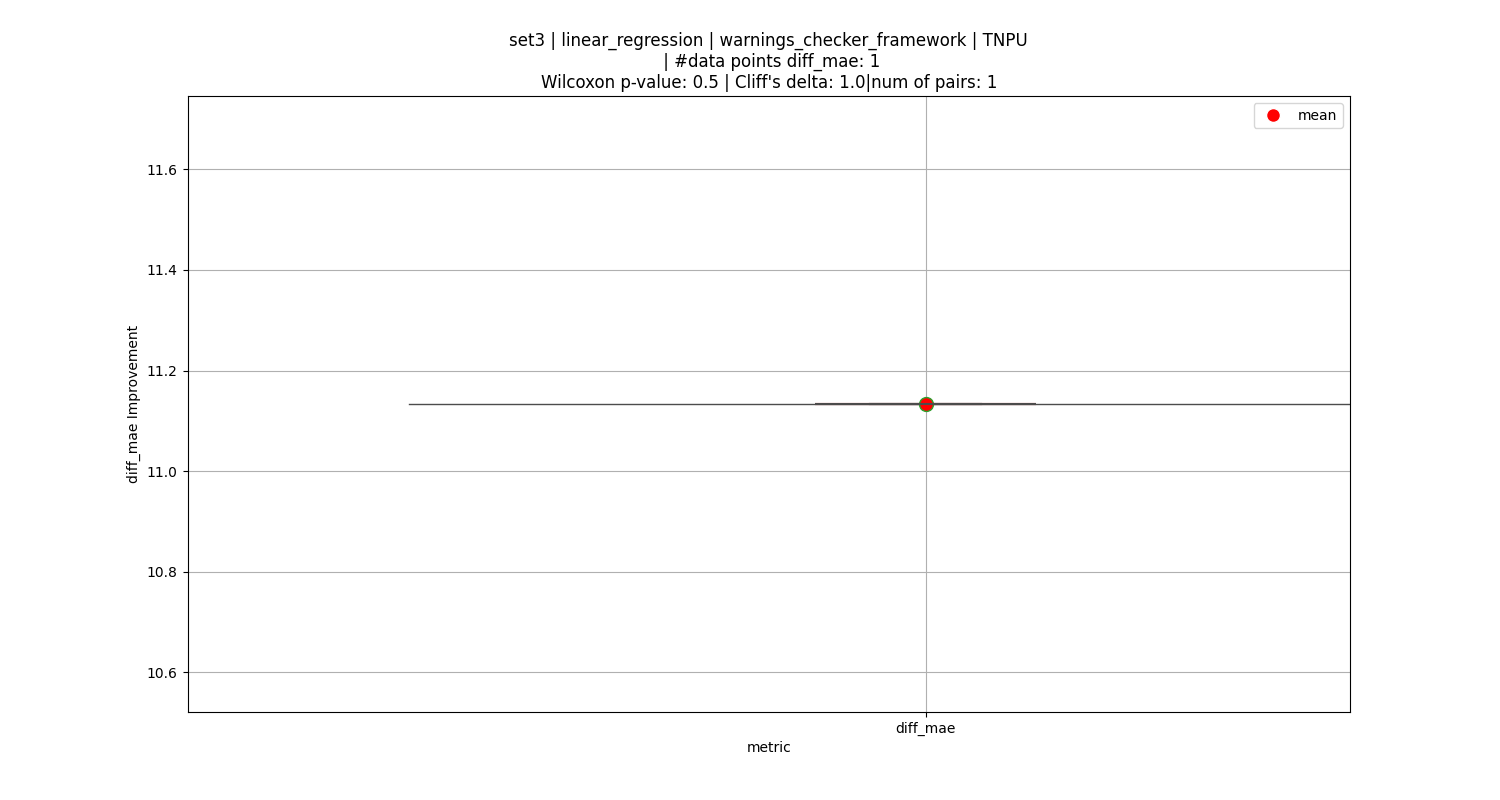 set3 | linear_regression | warnings_checker_framework | TNPU
| #data points diff_mae: 1
Wilcoxon p-value: 0.5 | Cliff's delta: 1.0|num of pairs: 1
mean
11.6
11.4
11.2
11.0
10.8
10.6
diff_mae Improvement
diff_mae
metric